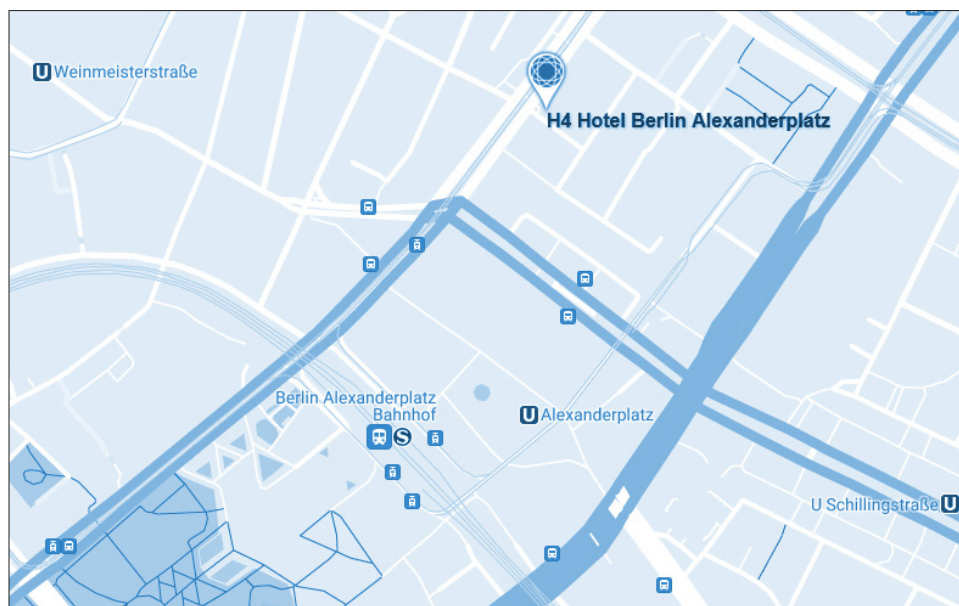 U Weinmeisterstraße
H4 Hotel Berlin Alexanderplatz
Berlin Alexanderplatz
Bahnhof
S
U Alexanderplatz
U Schillingstraße U